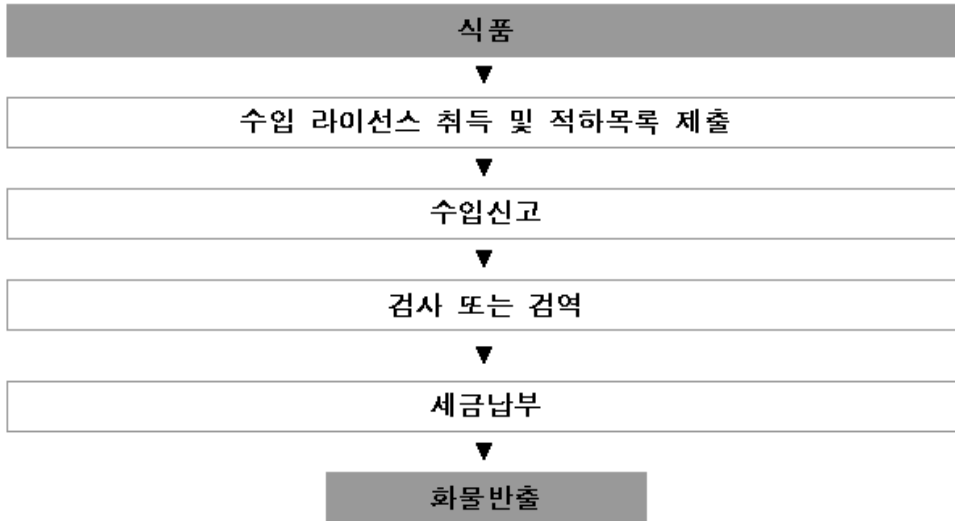 식품
▼
수입 라이선스 취득 및 적하목록 제출
▼
수입신고
▼
검사 또는 검역
▼
세금납부
▼
화물반출